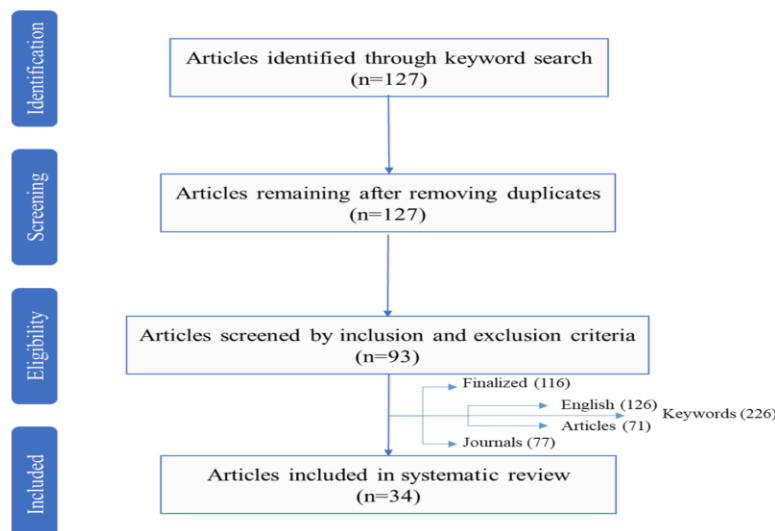 Identification
Articles identified through keyword search
(n=127)
Screening
Articles remaining after removing duplicates
(n=127)
Eligibility
Articles screened by inclusion and exclusion criteria
(n=93)
Finalized (116)
English (126)
Keywords (226)
Articles (71)
Journals (77)
Included
Articles included in systematic review
(n=34)